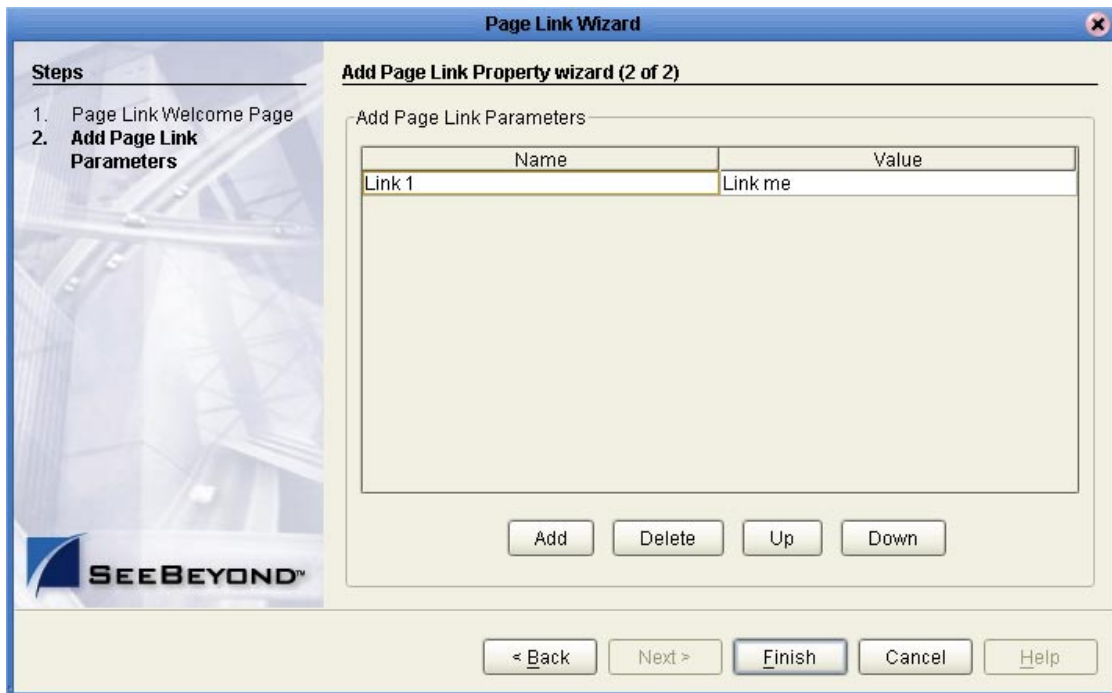 Page Link Wizard
Steps
1. Page Link Welcome Page
2. Add Page Link
Parameters
SEEBEYOND™
Add Page Link Property wizard (2 of 2)
Add Page Link Parameters
Name Value
Link 1 Link me
Add Delete Up Down
< Back Next > Finish Cancel Help